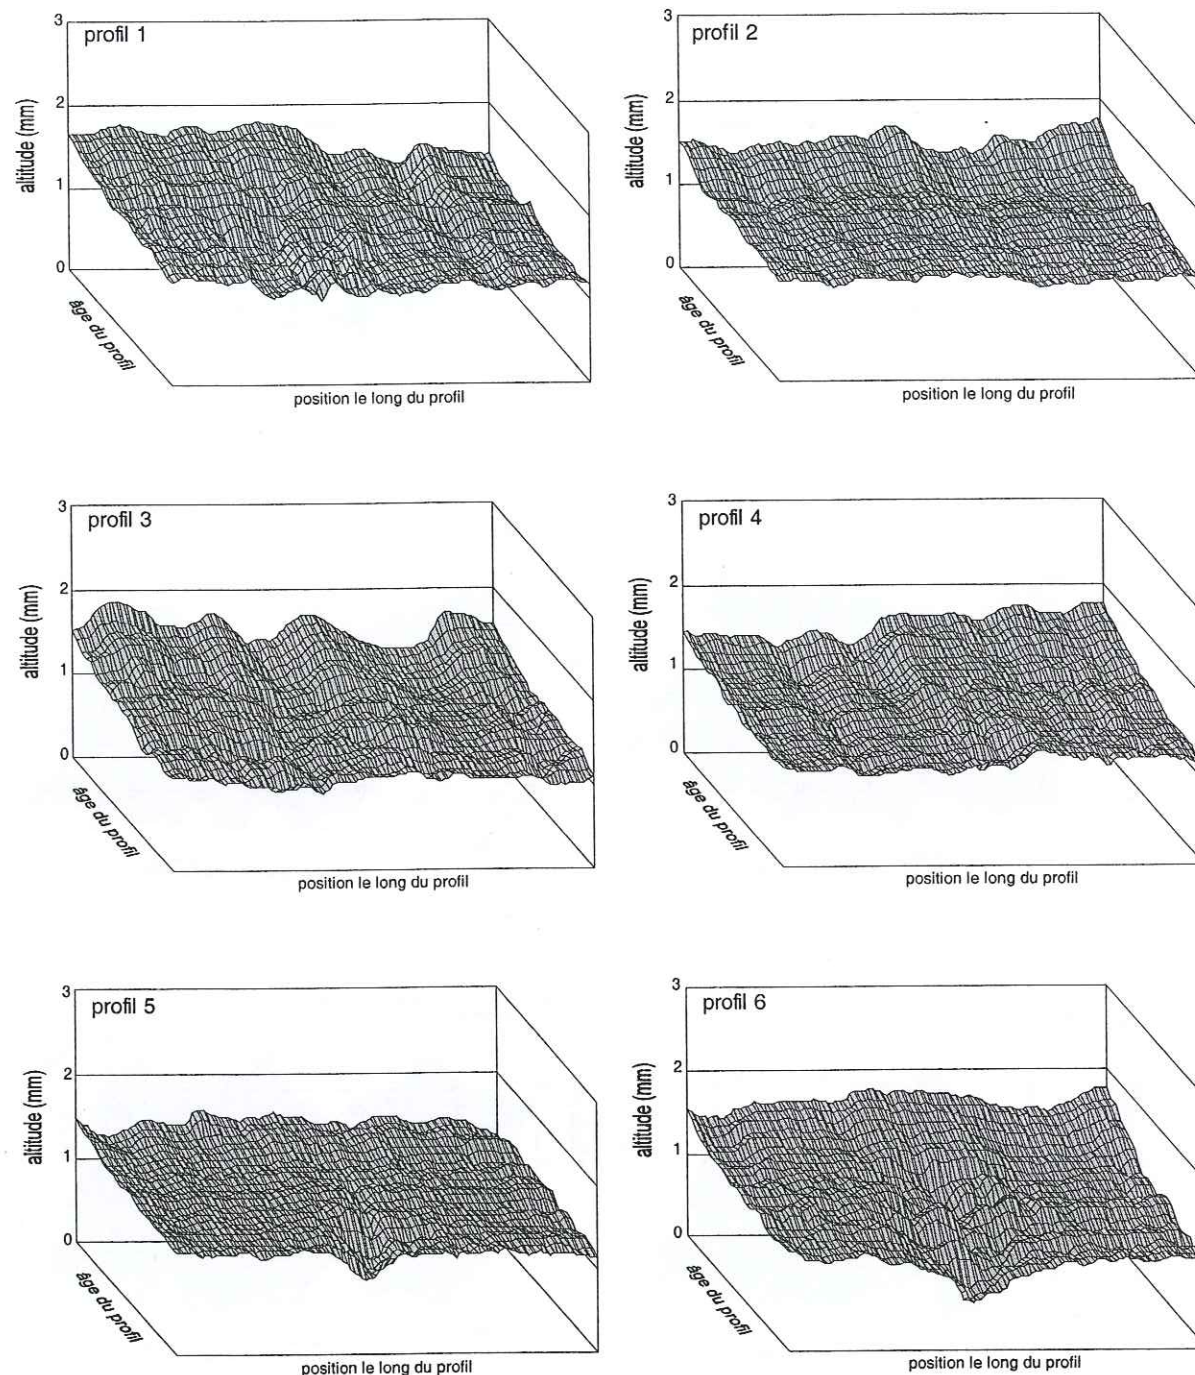 profil 1
3
2
1
0
altitude (mm)
âge du profil
position le long du profil
profil 2
3
2
1
0
altitude (mm)
âge du profil
position le long du profil
profil 3
3
2
1
0
altitude (mm)
âge du profil
position le long du profil
profil 4
3
2
1
0
altitude (mm)
âge du profil
position le long du profil
profil 5
3
2
1
0
altitude (mm)
âge du profil
position le long du profil
profil 6
3
2
1
0
altitude (mm)
âge du profil
position le long du profil